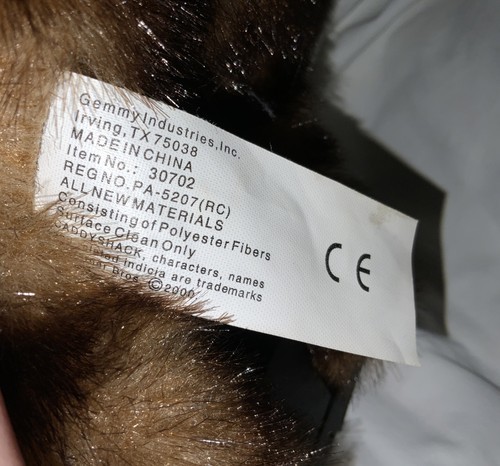 Gemmy Industries, Inc.
Irving, TX 75038
MADE IN CHINA
Item No.: 30702
REG NO. PA-5207(RC)
ALL NEW MATERIALS
Consisting of Polyester Fibers
Surface Clean Only
CADDYSHACK, characters, names
indicia are trademarks
bros. ©2000
CE